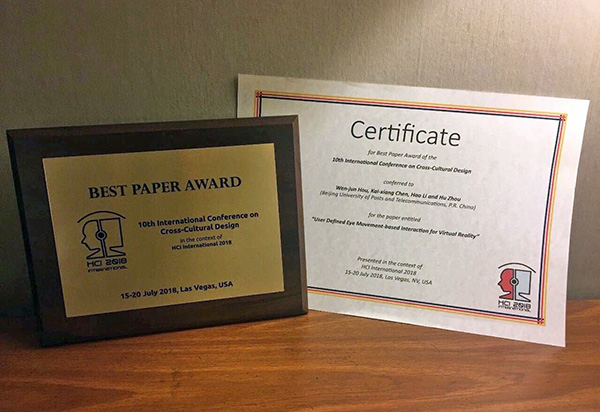 BEST PAPER AWARD
10th International Conference on
Cross-Cultural Design
in the context of
HCI International 2018
HCI 2018
INTERNATIONAL
15-20 July 2018, Las Vegas, USA
Certificate
for Best Paper Award of the
10th International Conference on Cross-Cultural Design
conferred to
Wen-jun Hou, Kai-xiang Chen, Hao Li and Hu Zhou
(Beijing University of Posts and Telecommunications, P.R. China)
for the paper entitled
"User Defined Eye Movement-based Interaction for Virtual Reality"
Presented in the context of
HCI International 2018
15-20 July 2018, Las Vegas, NV, USA
HCI 2018
INTERNATIONAL